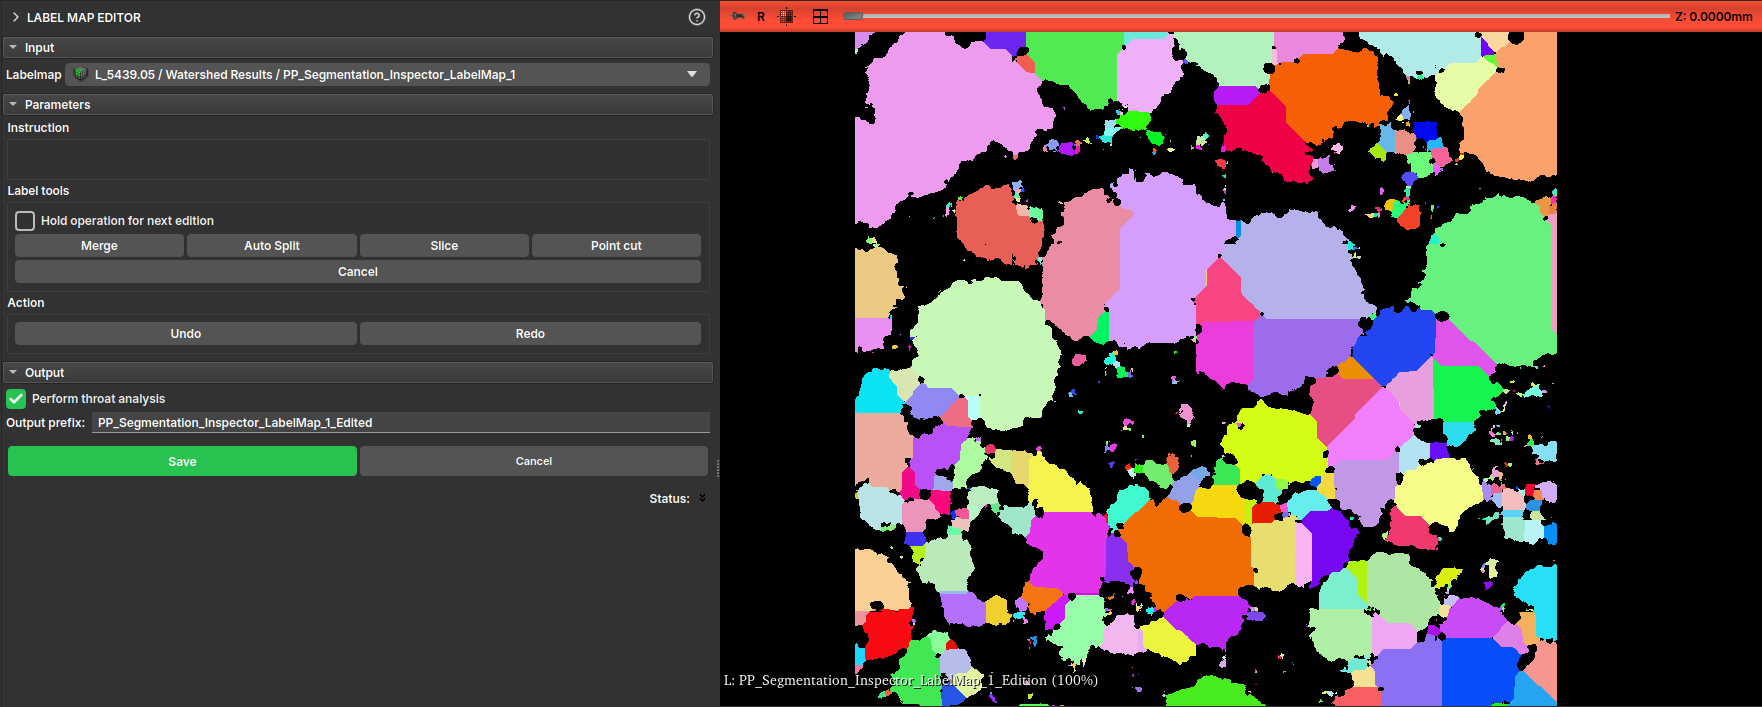 LABEL MAP EDITOR
Input
Labelmap L_5439.05 / Watershed Results / PP_Segmentation_Inspector_LabelMap_1
Parameters
Instruction
Label tools
Hold operation for next edition
Merge Auto Split Slice Point cut
Cancel
Action
Undo Redo
Output
Perform throat analysis
Output prefix: PP_Segmentation_Inspector_LabelMap_1_Edited
Save Cancel
Status:
R Z: 0.0000mm
L: PP_Segmentation_Inspector_LabelMap_1_Edition (100%)